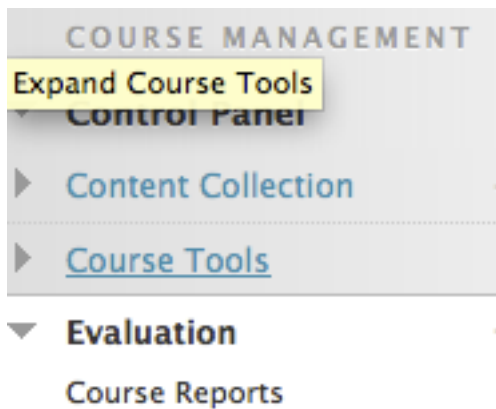 COURSE MANAGEMENT
Expand Course Tools
Control Panel
Content Collection
Course Tools
Evaluation
Course Reports